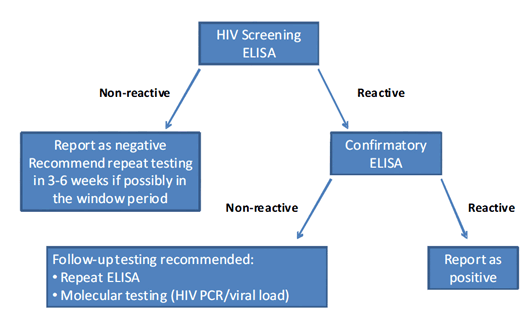 HIV Screening
ELISA
Non-reactive
Reactive
Report as negative
Recommend repeat testing
in 3-6 weeks if possibly in
the window period
Confirmatory
ELISA
Non-reactive
Reactive
Follow-up testing recommended:
• Repeat ELISA
• Molecular testing (HIV PCR/viral load)
Report as
positive